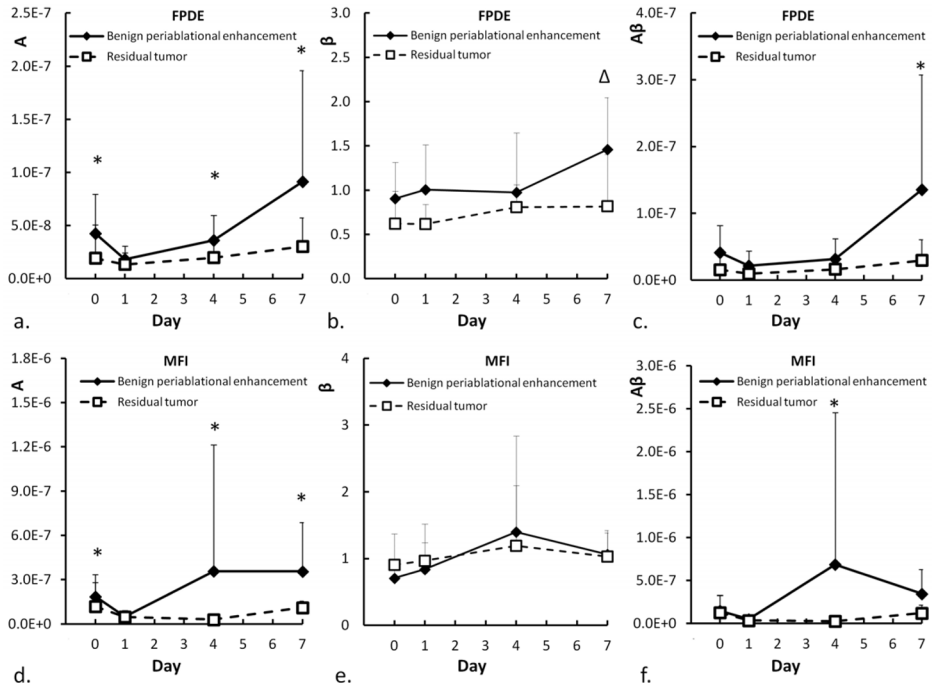 FPDE
A
Benign periablational enhancement
Residual tumor
2.5E-7
2.0E-7
1.5E-7
1.0E-7
5.0E-8
0.0E+0
* * *
0 1 2 3 4 5 6 7
Day
a.
FPDE
β
Benign periablational enhancement
Residual tumor
3.0
2.5
2.0
1.5
1.0
0.5
0.0
Δ
0 1 2 3 4 5 6 7
Day
b.
FPDE
Aβ
Benign periablational enhancement
Residual tumor
4.0E-7
3.0E-7
2.0E-7
1.0E-7
0.0E+0
*
0 1 2 3 4 5 6 7
Day
c.
MFI
A
Benign periablational enhancement
Residual tumor
1.8E-6
1.5E-6
1.2E-6
9.0E-7
6.0E-7
3.0E-7
0.0E+0
* * *
0 1 2 3 4 5 6 7
Day
d.
MFI
β
Benign periablational enhancement
Residual tumor
4
3
2
1
0
0 1 2 3 4 5 6 7
Day
e.
MFI
Aβ
Benign periablational enhancement
Residual tumor
3.0E-6
2.5E-6
2.0E-6
1.5E-6
1.0E-6
5.0E-7
0.0E+0
*
0 1 2 3 4 5 6 7
Day
f.